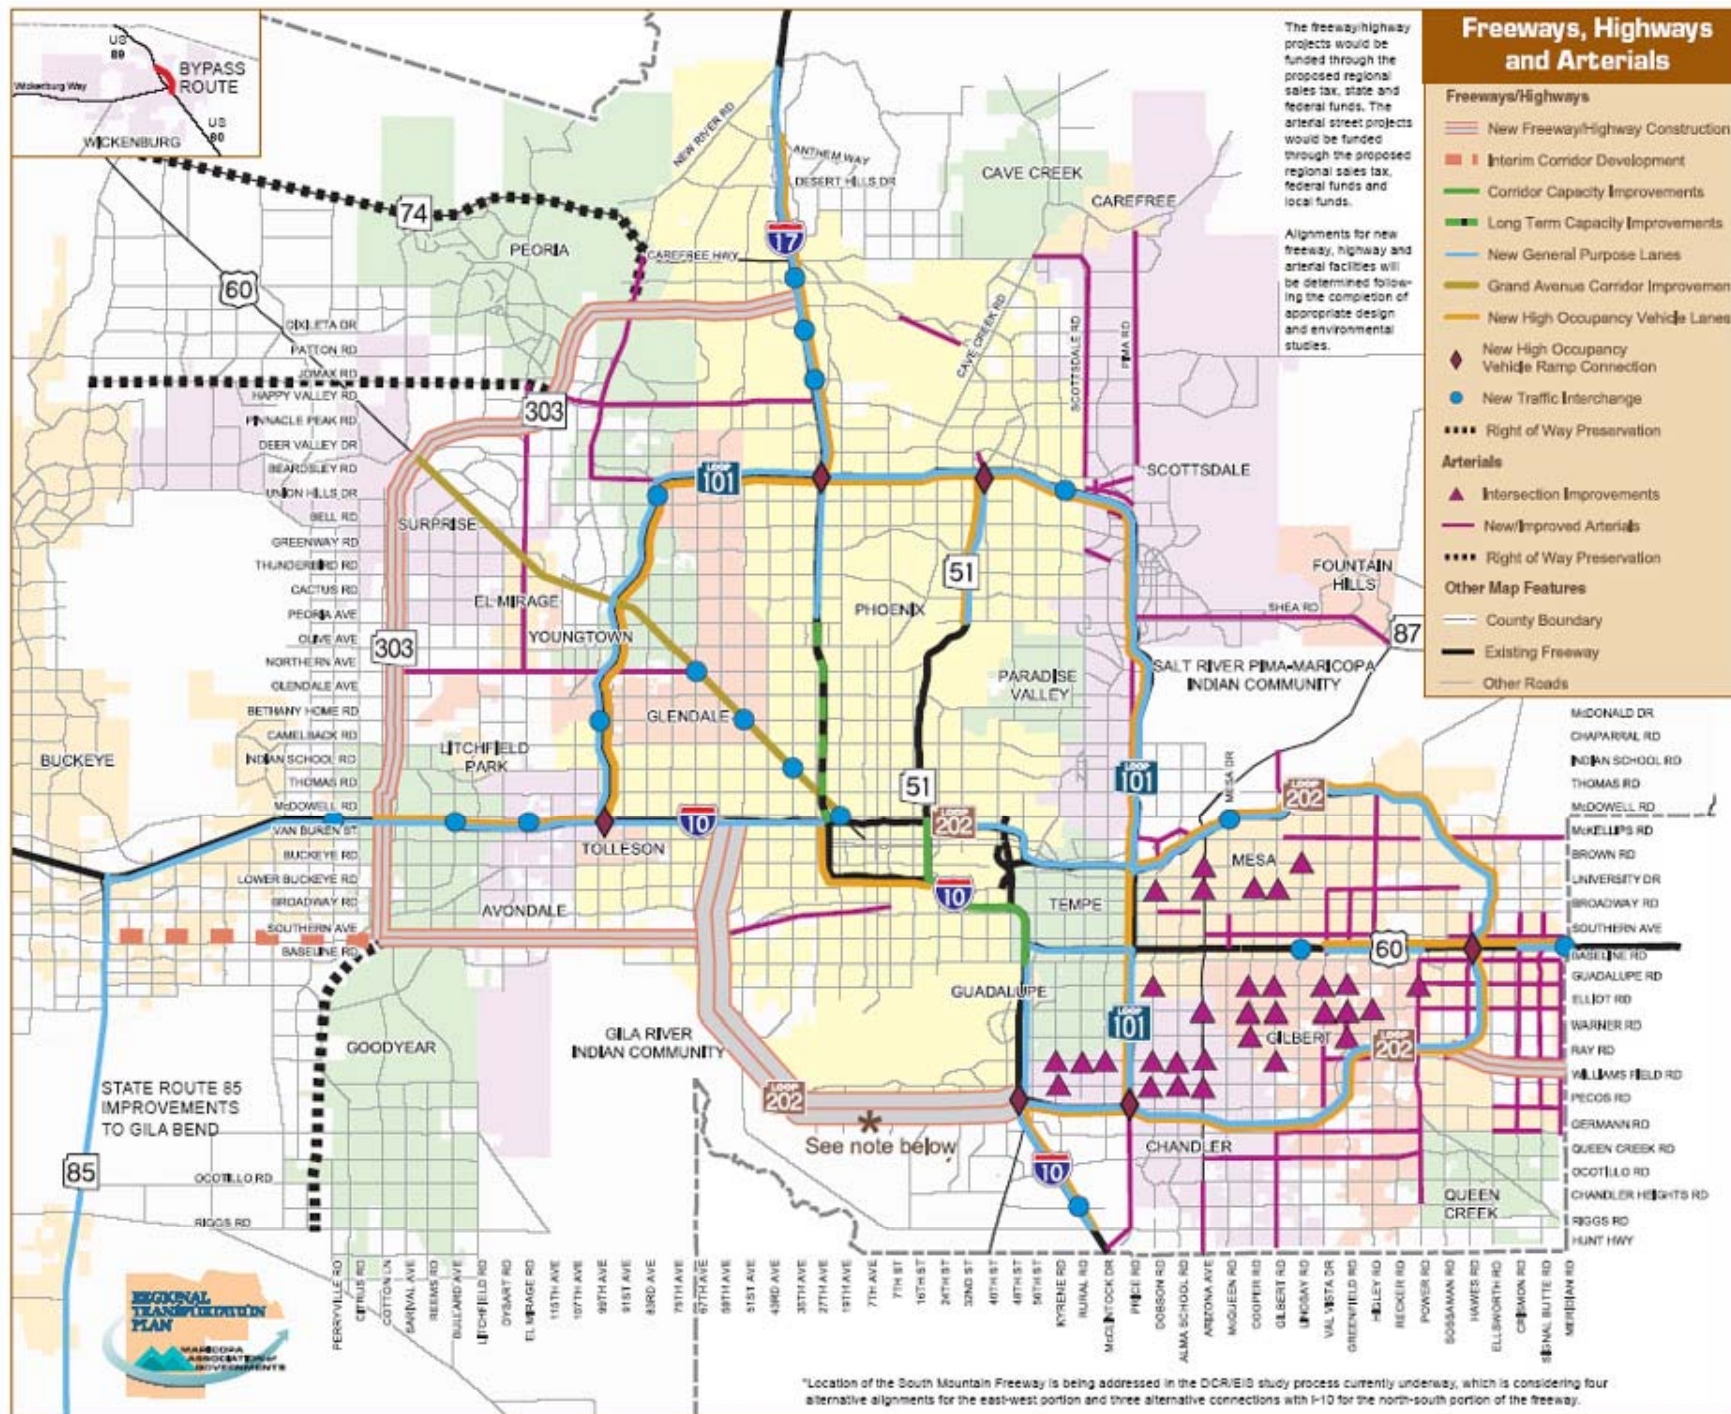 US
89
BYPASS
ROUTE
Wickenburg Way
US
60
WICKENBURG
The freeway/highway
projects would be
funded through the
proposed regional
sales tax, state and
federal funds. The
arterial street projects
would be funded
through the proposed
regional sales tax,
federal funds and
local funds.
Alignments for new
freeway, highway and
arterial facilities will
be determined follow-
ing the completion of
appropriate design
and environmental
studies.
Freeways, Highways
and Arterials
Freeways/Highways
New Freeway/Highway Construction
Interim Corridor Development
Corridor Capacity Improvements
Long Term Capacity Improvements
New General Purpose Lanes
Grand Avenue Corridor Improvemen
New High Occupancy Vehicle Lanes
New High Occupancy
Vehicle Ramp Connection
New Traffic Interchange
Right of Way Preservation
Arterials
Intersection Improvements
New/Improved Arterials
Right of Way Preservation
Other Map Features
County Boundary
Existing Freeway
Other Roads
NEW RIVER RD
ANTHEM WAY
DESERT HILLS DR
CAVE CREEK
CAREFREE
74
PEORIA
17
CAREFREE HWY
60
CAVE CREEK RD
SCOTTSDALE RD
PIMA RD
DIXILETA DR
PATTON RD
JOMAX RD
HAPPY VALLEY RD
PINNACLE PEAK RD
DEER VALLEY DR
BEARDSLEY RD
UNION HILLS DR
BELL RD
GREENWAY RD
THUNDERBIRD RD
CACTUS RD
PEORIA AVE
OLIVE AVE
NORTHERN AVE
GLENDALE AVE
BETHANY HOME RD
CAMELBACK RD
INDIAN SCHOOL RD
THOMAS RD
McDOWELL RD
VAN BUREN ST
BUCKEYE RD
LOWER BUCKEYE RD
BROADWAY RD
SOUTHERN AVE
BASELINE RD
303
LOOP
101
SCOTTSDALE
SURPRISE
51
FOUNTAIN
HILLS
EL MIRAGE
PHOENIX
SHEA RD
YOUNGTOWN
303
87
SALT RIVER PIMA-MARICOPA
INDIAN COMMUNITY
PARADISE
VALLEY
GLENDALE
BUCKEYE
LITCHFIELD
PARK
51
LOOP
101
MESA DR
LOOP
202
10
LOOP
202
TOLLESON
MESA
10
TEMPE
AVONDALE
60
GUADALUPE
GILA RIVER
INDIAN COMMUNITY
LOOP
101
GILBERT
LOOP
202
GOODYEAR
LOOP
202
*
See note below
CHANDLER
10
STATE ROUTE 85
IMPROVEMENTS
TO GILA BEND
85
OCOTILLO RD
RIGGS RD
QUEEN
CREEK
McDONALD DR
CHAPARRAL RD
INDIAN SCHOOL RD
THOMAS RD
McDOWELL RD
McKELLIPS RD
BROWN RD
UNIVERSITY DR
BROADWAY RD
SOUTHERN AVE
BASELINE RD
GUADALUPE RD
ELLIOT RD
WARNER RD
RAY RD
WILLIAMS FIELD RD
PECOS RD
GERMANN RD
QUEEN CREEK RD
OCOTILLO RD
CHANDLER HEIGHTS RD
RIGGS RD
HUNT HWY
PERRYVILLE RD
CITRUS RD
COTTON LN
SARIVAL AVE
REEMS RD
BULLARD AVE
LITCHFIELD RD
DYSART RD
EL MIRAGE RD
115TH AVE
107TH AVE
99TH AVE
91ST AVE
83RD AVE
75TH AVE
67TH AVE
59TH AVE
51ST AVE
43RD AVE
35TH AVE
27TH AVE
19TH AVE
7TH AVE
7TH ST
16TH ST
24TH ST
32ND ST
40TH ST
48TH ST
56TH ST
KYRENE RD
RURAL RD
McCLINTOCK DR
PRICE RD
DOBSON RD
ALMA SCHOOL RD
ARIZONA AVE
McQUEEN RD
COOPER RD
GILBERT RD
LINDSAY RD
VAL VISTA DR
GREENFIELD RD
HIGLEY RD
RECKER RD
POWER RD
SOSSAMAN RD
HAWES RD
ELLSWORTH RD
CRISMON RD
SIGNAL BUTTE RD
MERIDIAN RD
REGIONAL
TRANSPORTATION
PLAN
MARICOPA
ASSOCIATION of
GOVERNMENTS
*Location of the South Mountain Freeway is being addressed in the DCR/EIS study process currently underway, which is considering four
alternative alignments for the east-west portion and three alternative connections with I-10 for the north-south portion of the freeway.